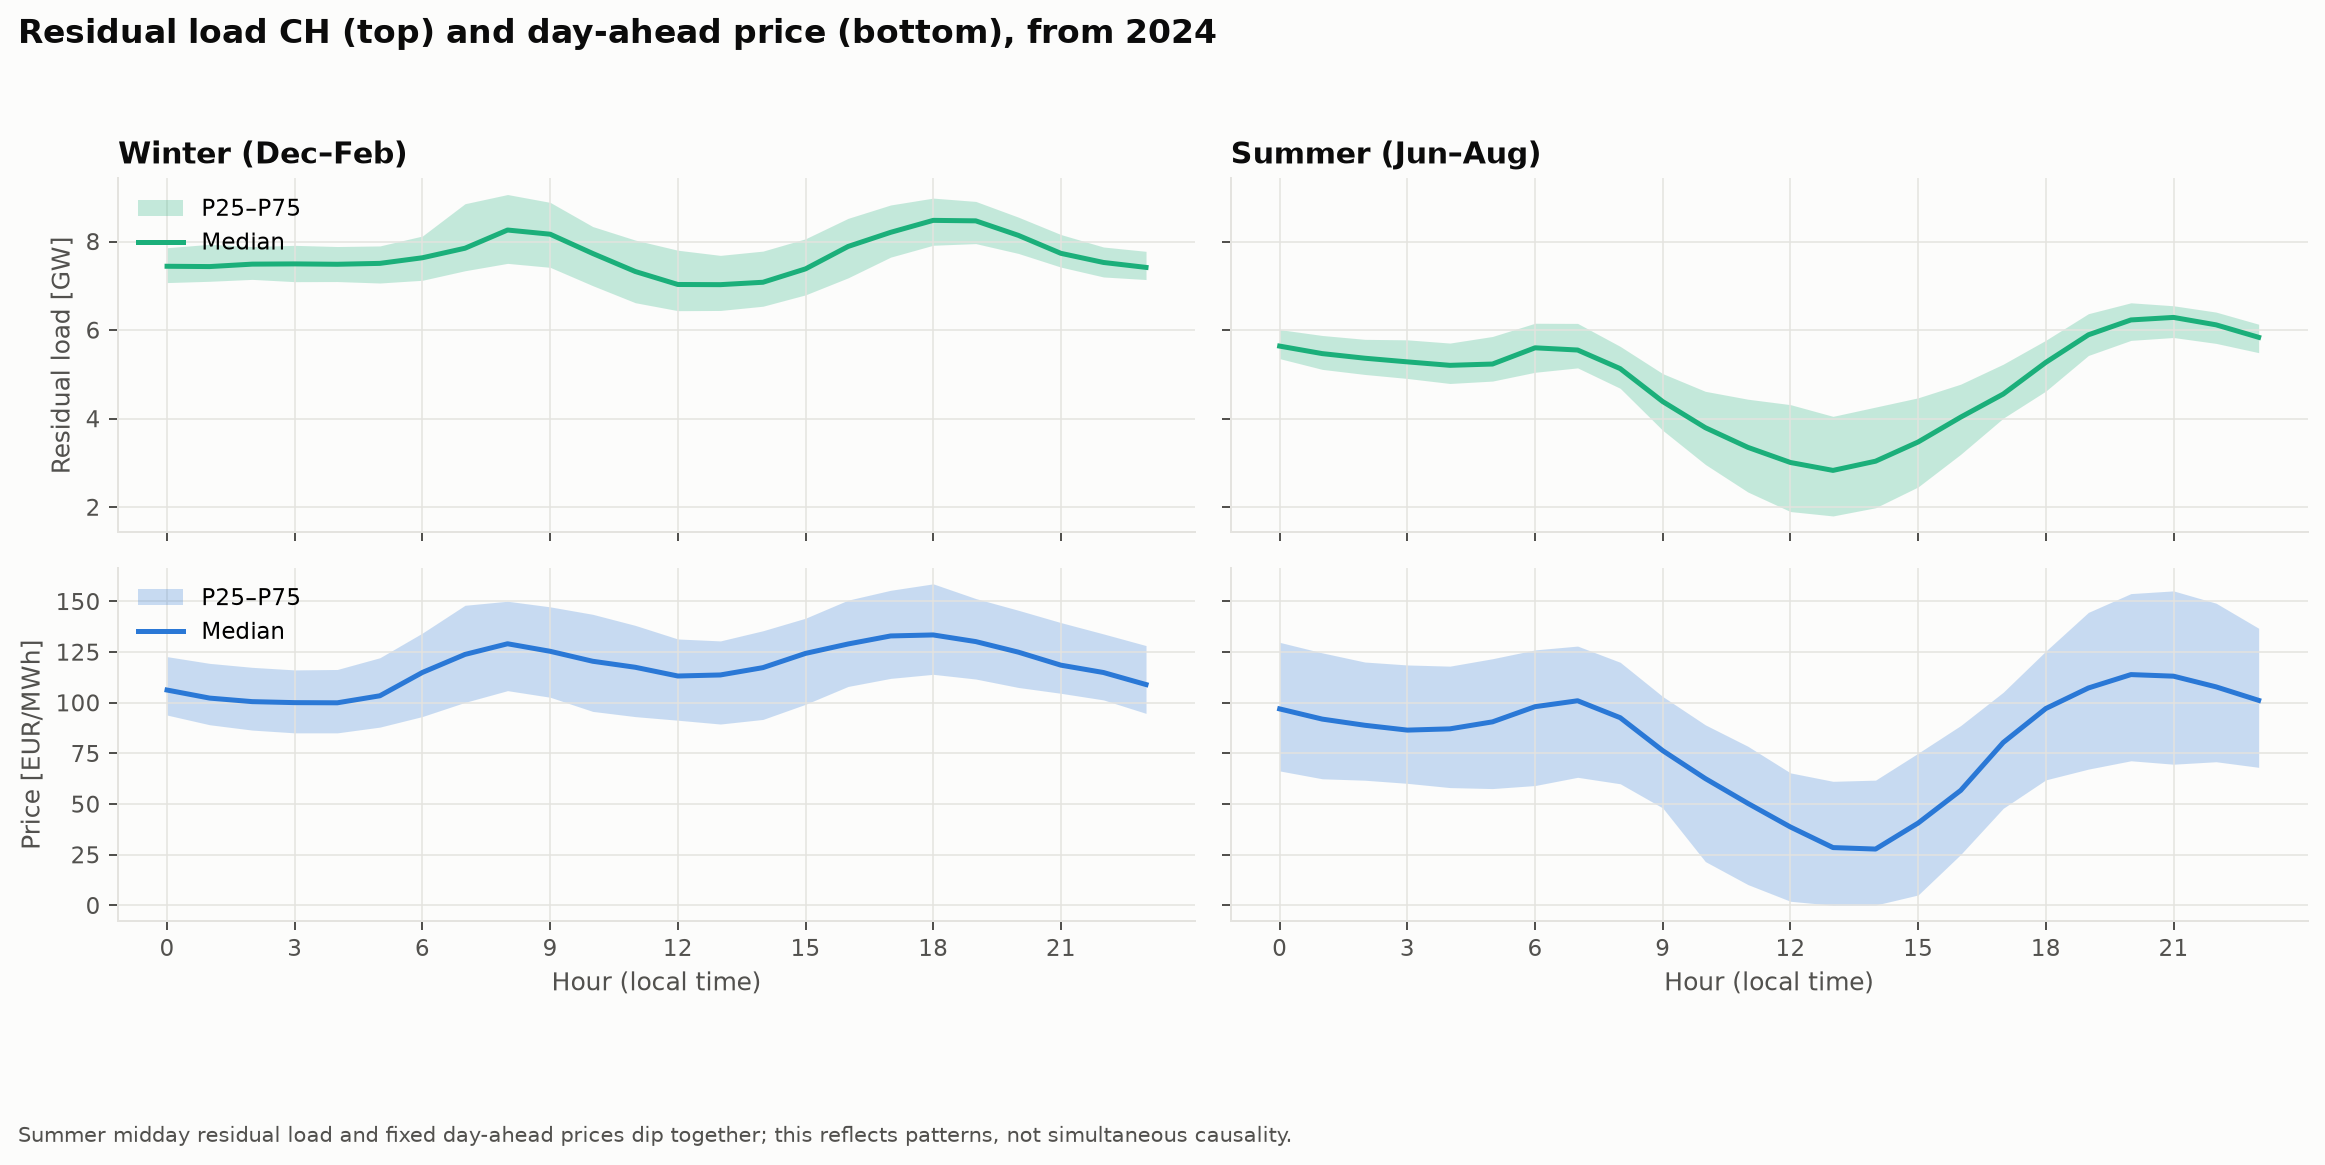 Residual load CH (top) and day-ahead price (bottom), from 2024
Winter (Dec–Feb)
Summer (Jun–Aug)
P25–P75
Median
Residual load [GW]
8
6
4
2
P25–P75
Median
Price [EUR/MWh]
150
125
100
75
50
25
0
0 3 6 9 12 15 18 21
0 3 6 9 12 15 18 21
Hour (local time)
Hour (local time)
Summer midday residual load and fixed day-ahead prices dip together; this reflects patterns, not simultaneous causality.